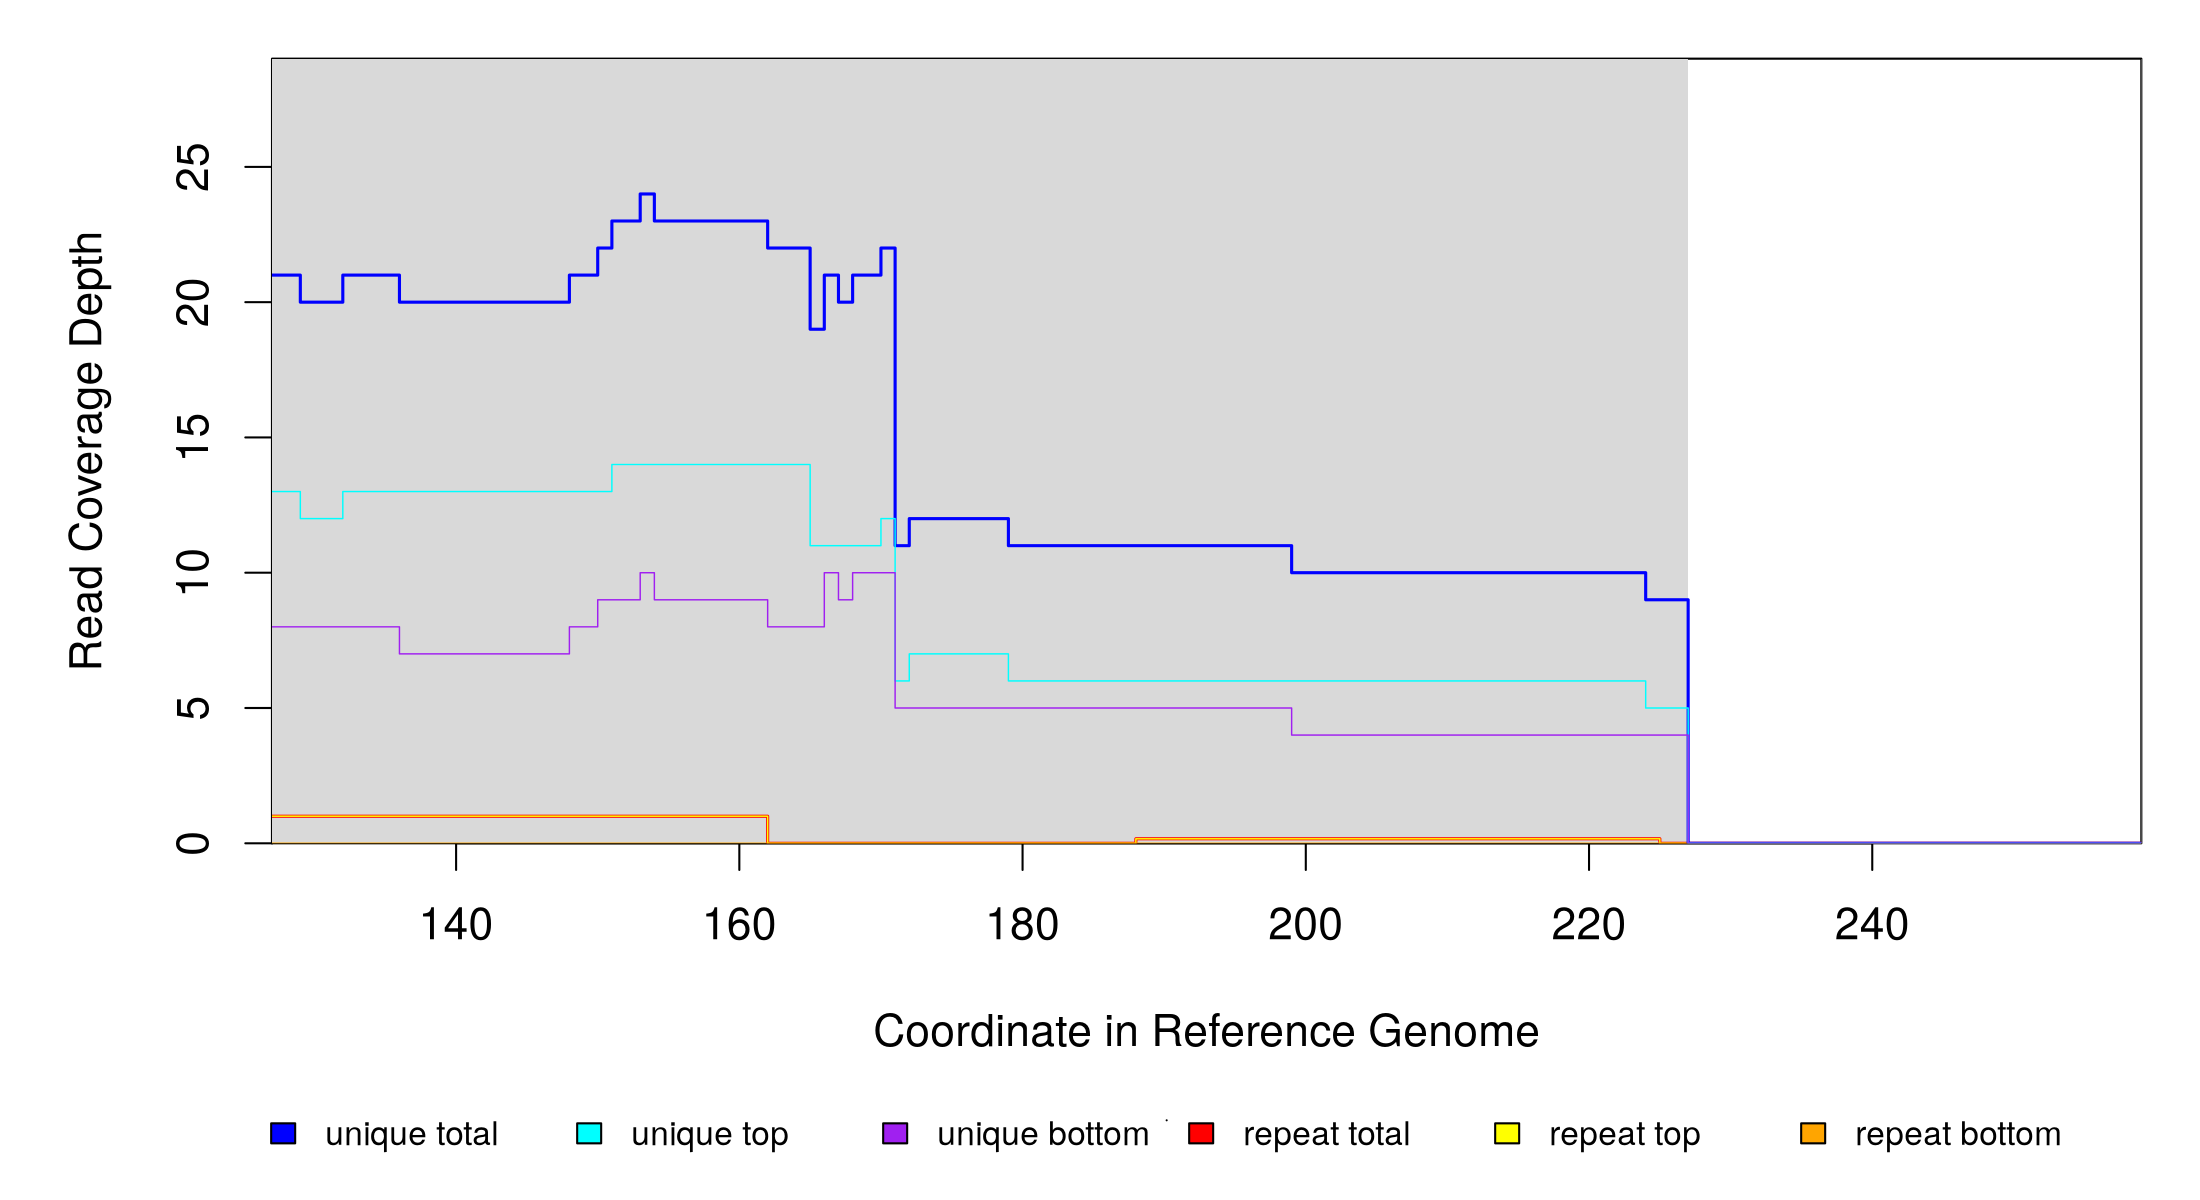 Read Coverage Depth
25
20
15
10
5
0
140 160 180 200 220 240
Coordinate in Reference Genome
unique total unique top unique bottom repeat total repeat top repeat bottom